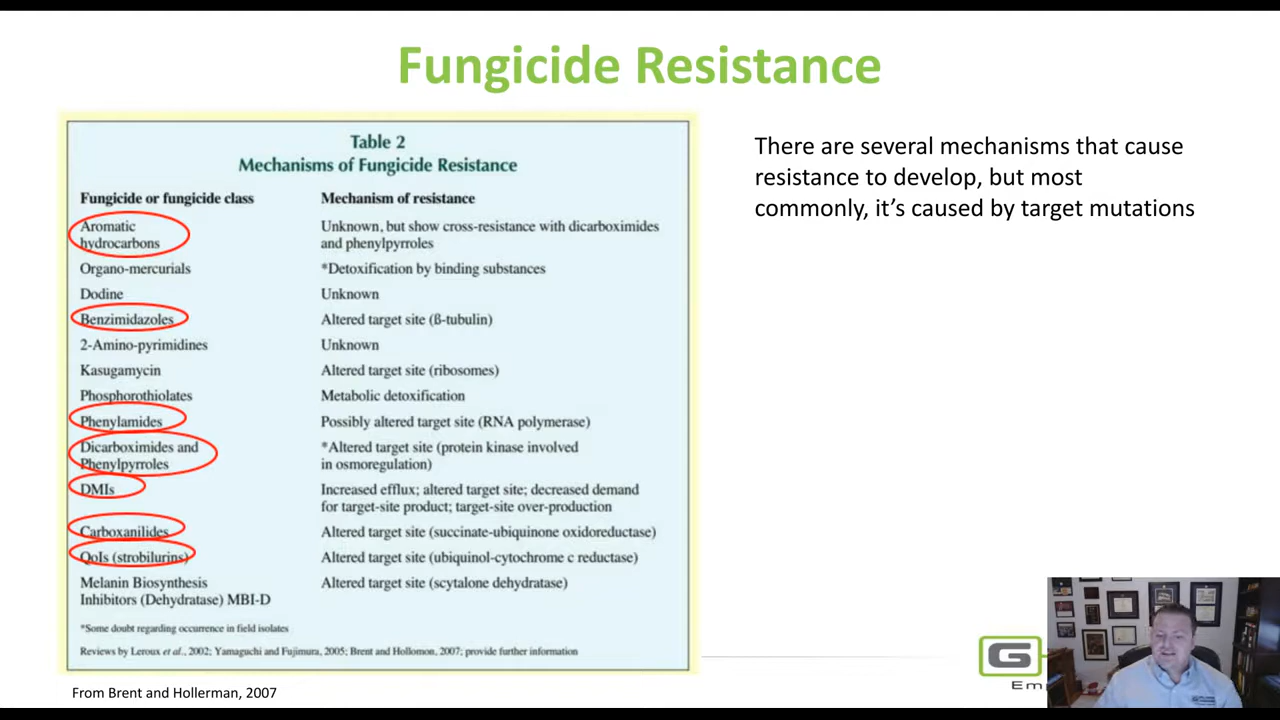 Fungicide Resistance
Table 2
Mechanisms of Fungicide Resistance
Fungicide or fungicide class
Mechanism of resistance
Aromatic hydrocarbons
Unknown, but show cross-resistance with dicarboximides
and phenylpyrroles
Organo-mercurials
*Detoxification by binding substances
Dodine
Unknown
Benzimidazoles
Altered target site (ß-tubulin)
2-Amino-pyrimidines
Unknown
Kasugamycin
Altered target site (ribosomes)
Phosphorothiolates
Metabolic detoxification
Phenylamides
Possibly altered target site (RNA polymerase)
Dicarboximides and
Phenylpyrroles
*Altered target site (protein kinase involved
in osmoregulation)
DMIs
Increased efflux; altered target site; decreased demand
for target-site product; target-site over-production
Carboxanilides
Altered target site (succinate-ubiquinone oxidoreductase)
QoIs (strobilurins)
Altered target site (ubiquinol-cytochrome c reductase)
Melanin Biosynthesis
Inhibitors (Dehydratase) MBI-D
Altered target site (scytalone dehydratase)
*Some doubt regarding occurrence in field isolates
Reviews by Leroux et al., 2002; Yamaguchi and Fujimura, 2005; Brent and Hollomon, 2007; provide further information
From Brent and Hollerman, 2007
There are several mechanisms that cause
resistance to develop, but most
commonly, it's caused by target mutations
G
Em